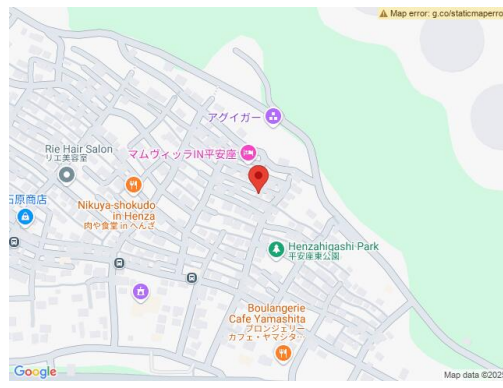 Map error: g.co/staticmaperro
アグイガー
Rie Hair Salon
リエ美容室
マムヴィッラIN平安座
Nikuya-shokudo
in Henza
肉や食堂 in へんざ
石原商店
Henzahigashi Park
平安座東公園
Boulangerie
Cafe Yamashita
ブロンジェリー
カフェ・ヤマシタ
Google
Map data ©2025